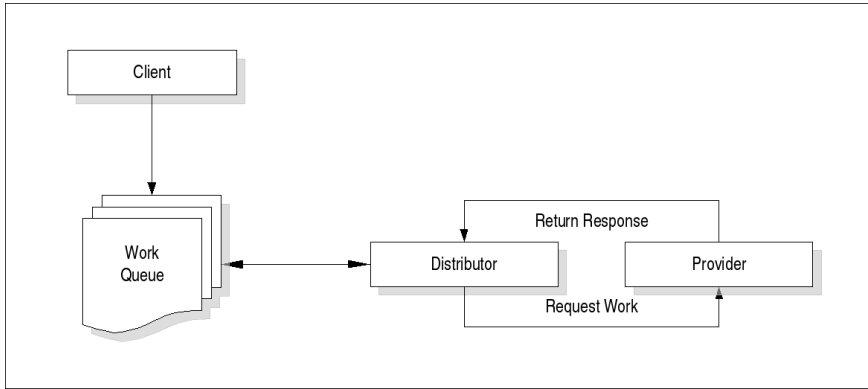 Client
Work
Queue
Return Response
Distributor
Provider
Request Work